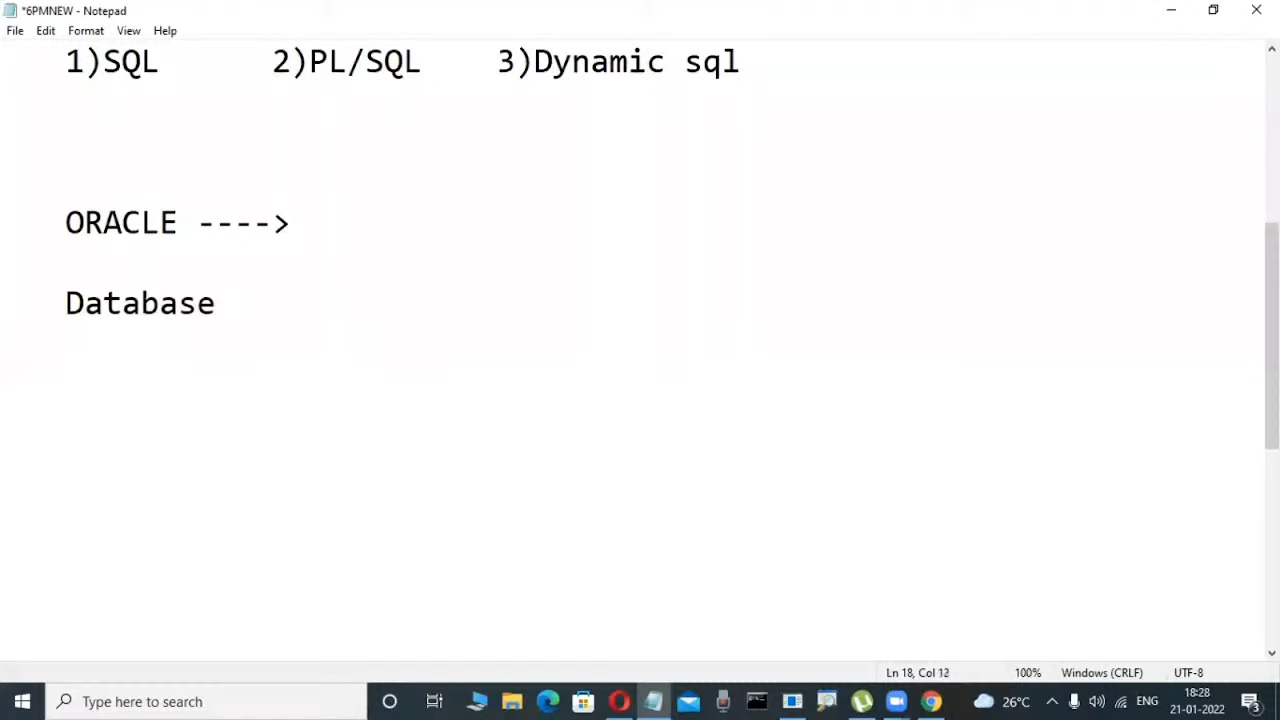 *6PMNEW - Notepad
File Edit Format View Help
1)SQL 2)PL/SQL 3)Dynamic sql
ORACLE ---->
Database
Ln 18, Col 12 100% Windows (CRLF) UTF-8
Type here to search 26°C ENG 18:28
21-01-2022 3